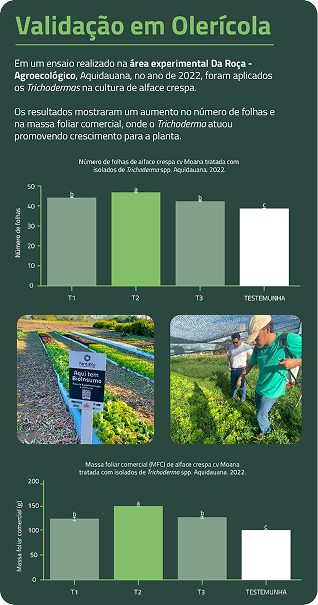 Validação em Olerícola
Em um ensaio realizado na área experimental Da Roça -
Agroecológico, Aquidauana, no ano de 2022, foram aplicados
os Trichodermas na cultura de alface crespa.
Os resultados mostraram um aumento no número de folhas e
na massa foliar comercial, onde o Trichoderma atuou
promovendo crescimento para a planta.
Número de folhas de alface crespa cv Moana tratada com
isolados de Trichoderma spp. Aquidauana. 2022.
Número de folhas
50
40
30
20
10
0
b
a
b
c
T1
T2
T3
TESTEMUNHA
Aqui tem
BioInsumo
Massa foliar comercial (MFC) de alface crespa cv Moana
tratada com isolados de Trichoderma spp. Aquidauana. 2022.
Massa foliar comercial (g)
200
150
100
50
0
b
a
b
c
T1
T2
T3
TESTEMUNHA